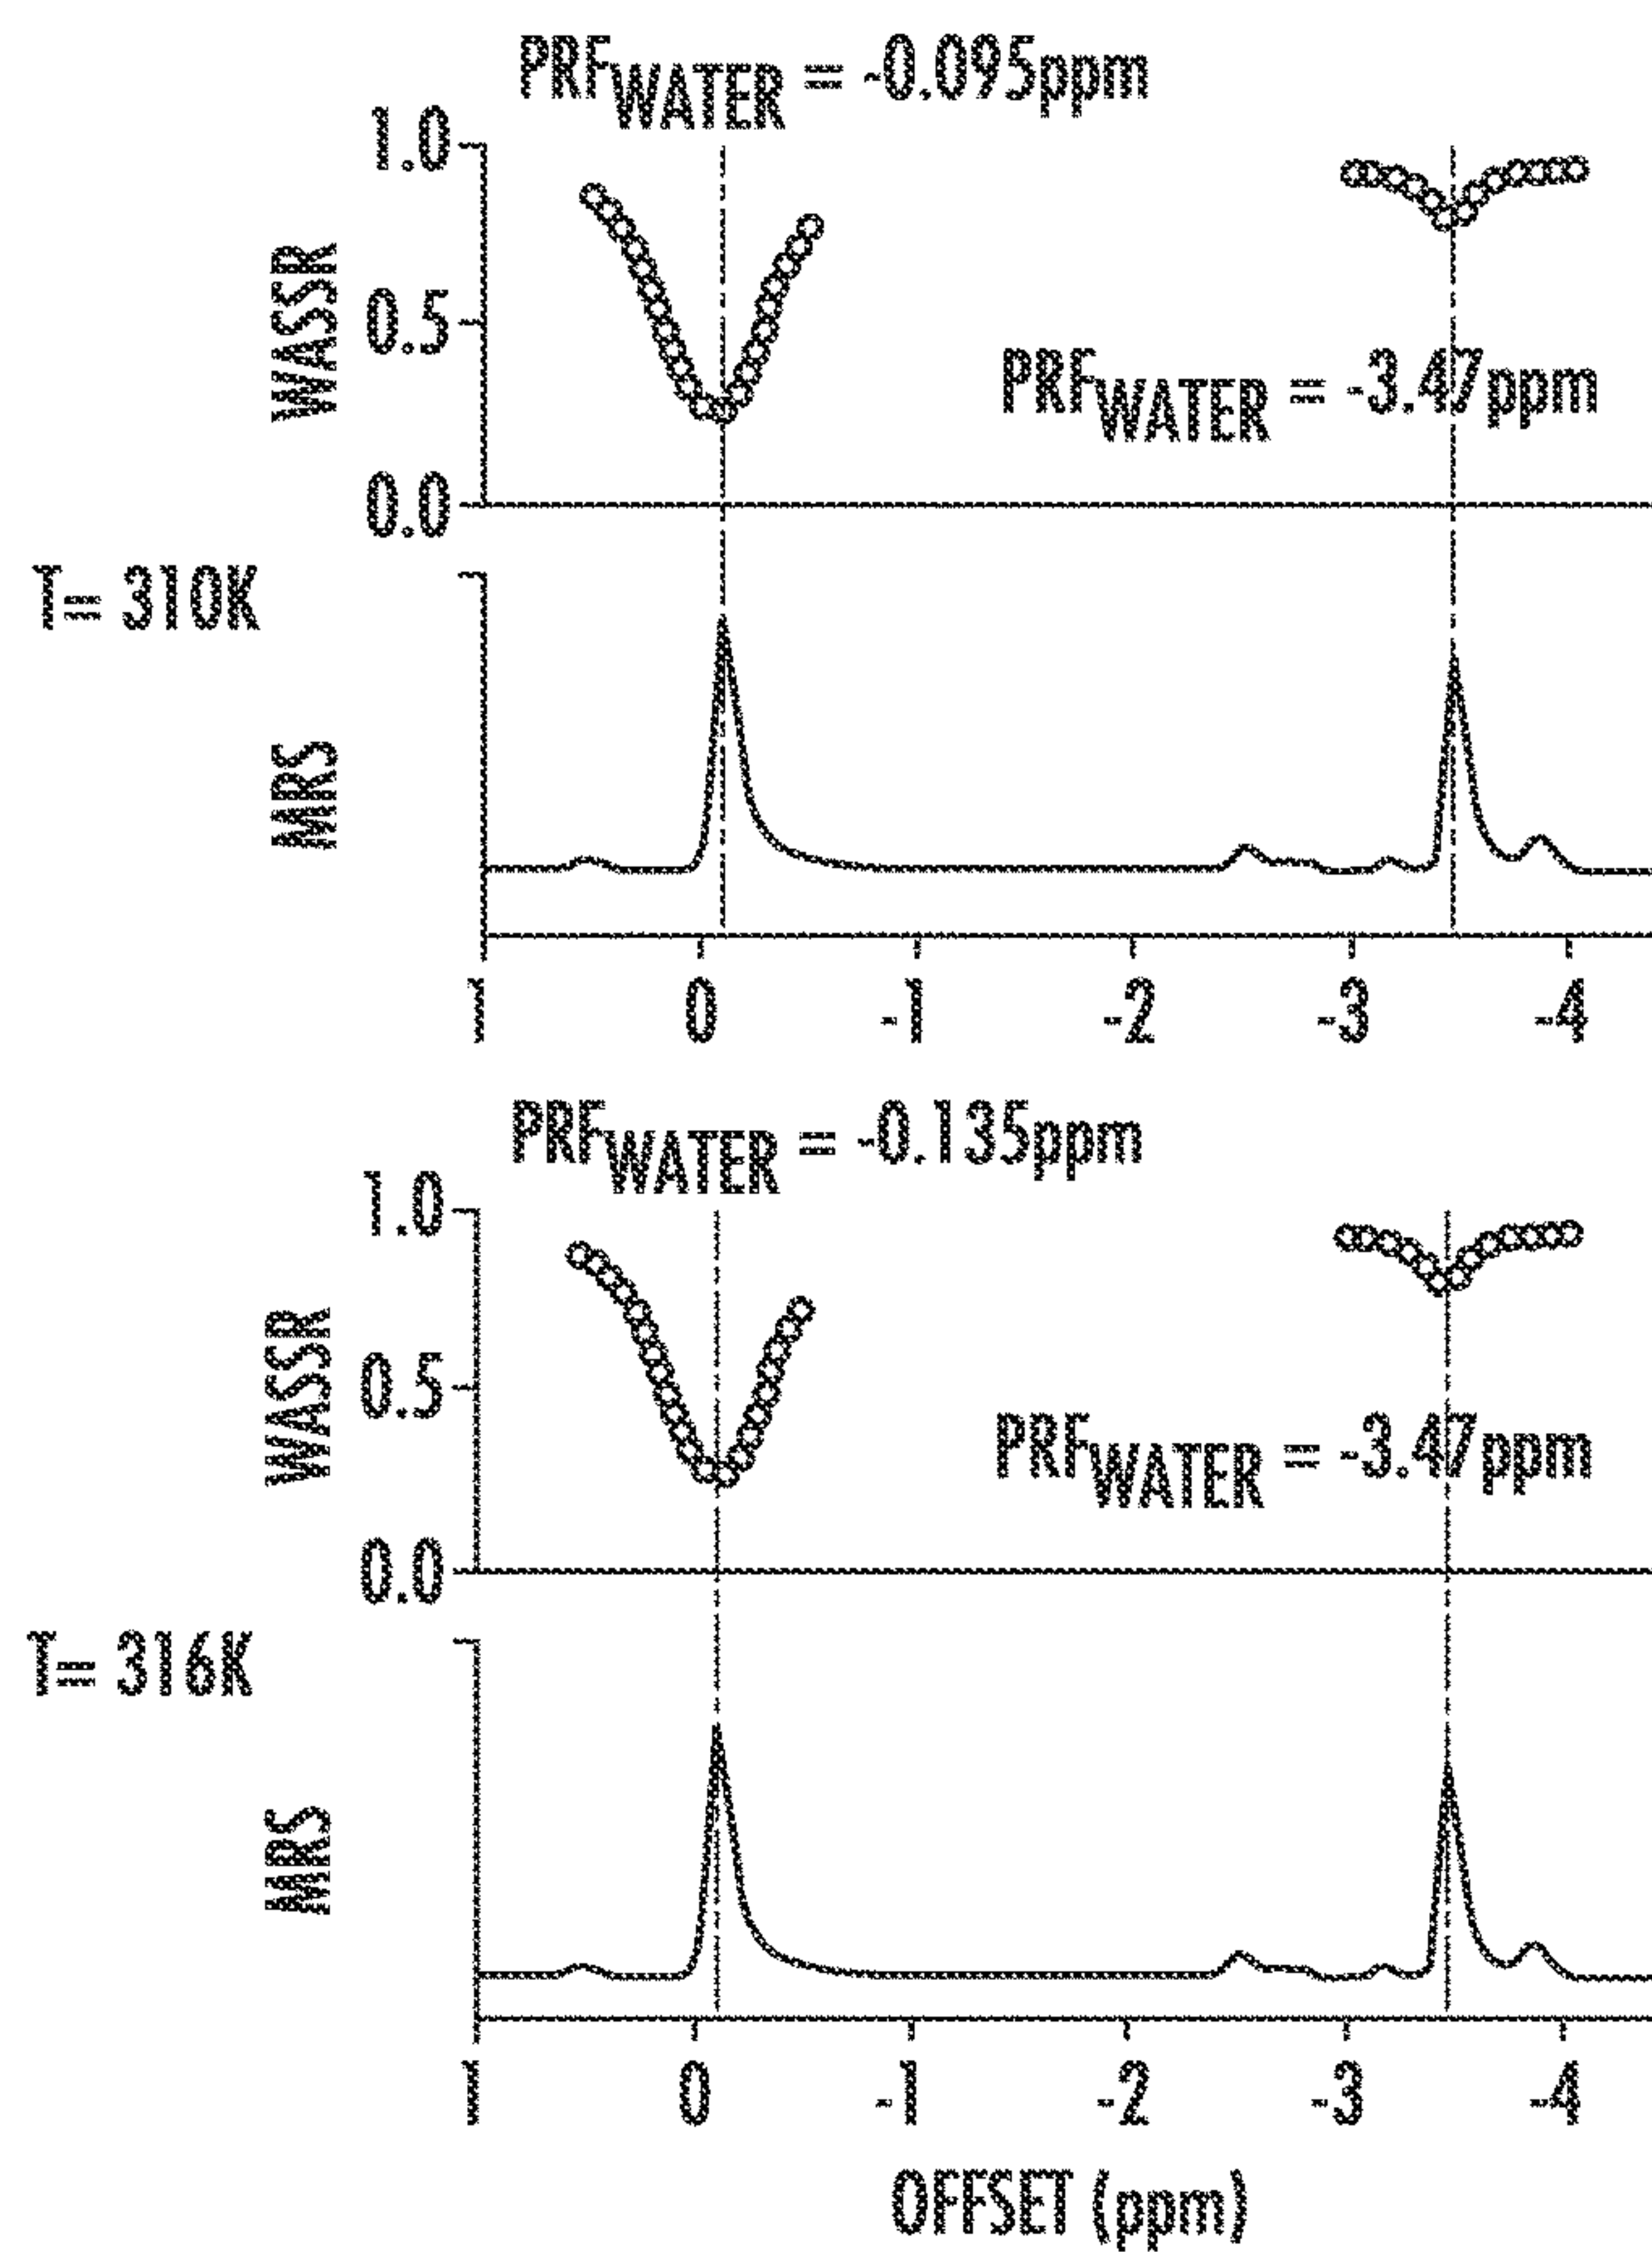 PRFWATER = -0.095ppm
1.0
WASSR
0.5
PRFWATER = -3.47ppm
0.0
T= 310K
MRS
1 0 -1 -2 -3 -4
PRFWATER = -0.135ppm
1.0
WASSR
0.5
PRFWATER = -3.47ppm
0.0
T= 316K
MRS
1 0 -1 -2 -3 -4
OFFSET (ppm)